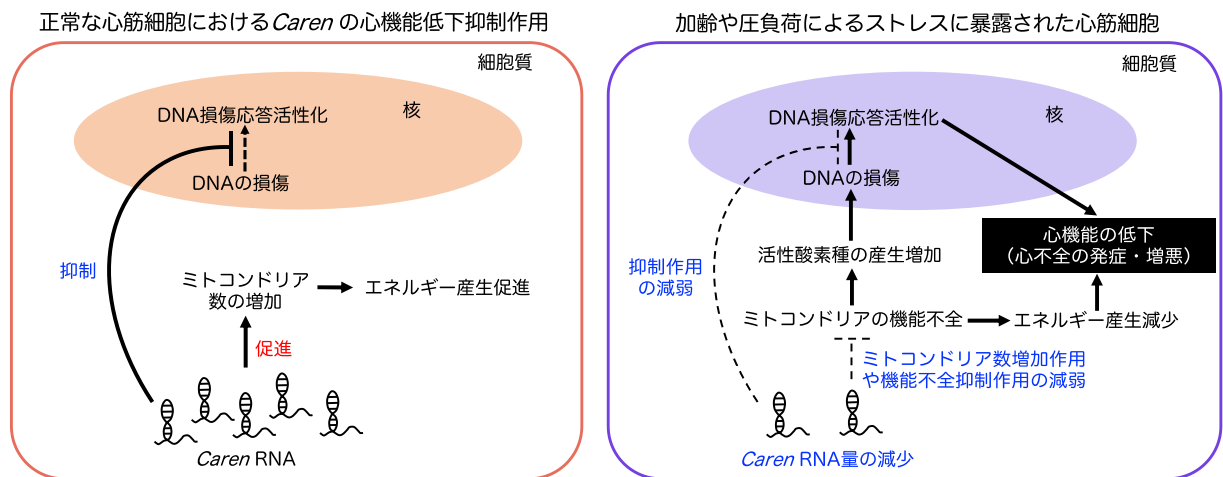 正常な心筋細胞におけるCaren の心機能低下抑制作用
細胞質
核
DNA損傷応答活性化
DNAの損傷
抑制
ミトコンドリア
数の増加
エネルギー産生促進
促進
Caren RNA
加齢や圧負荷によるストレスに暴露された心筋細胞
細胞質
核
DNA損傷応答活性化
DNAの損傷
活性酸素種の産生増加
心機能の低下
（心不全の発症・増悪）
抑制作用
の減弱
ミトコンドリアの機能不全
エネルギー産生減少
ミトコンドリア数増加作用
や機能不全抑制作用の減弱
Caren RNA量の減少